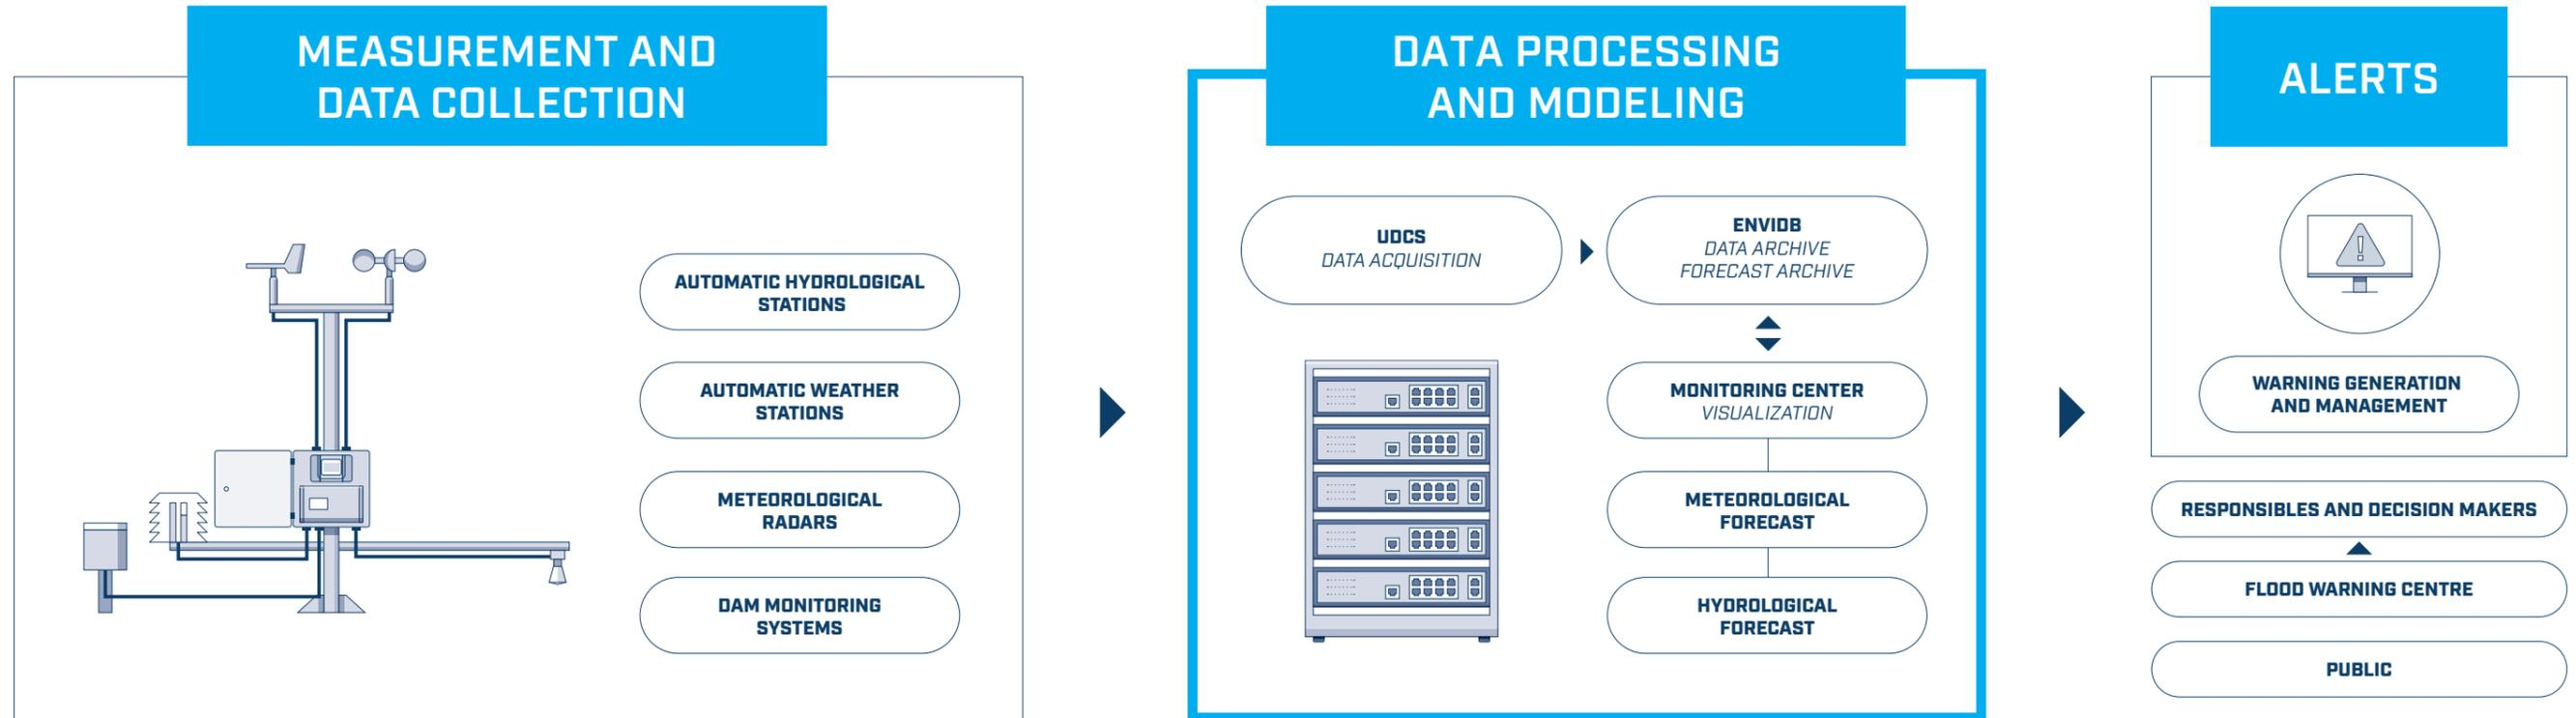 MEASUREMENT AND
DATA COLLECTION
AUTOMATIC HYDROLOGICAL
STATIONS
AUTOMATIC WEATHER
STATIONS
METEOROLOGICAL
RADARS
DAM MONITORING
SYSTEMS
DATA PROCESSING
AND MODELING
UDCS
DATA ACQUISITION
ENVIDB
DATA ARCHIVE
FORECAST ARCHIVE
MONITORING CENTER
VISUALIZATION
METEOROLOGICAL
FORECAST
HYDROLOGICAL
FORECAST
ALERTS
WARNING GENERATION
AND MANAGEMENT
RESPONSIBLES AND DECISION MAKERS
FLOOD WARNING CENTRE
PUBLIC